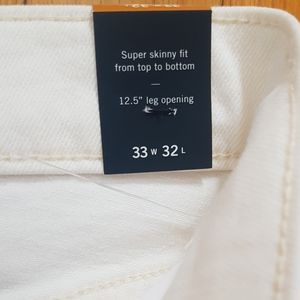 Super skinny fit
from top to bottom
—
12.5" leg opening
33 W 32 L